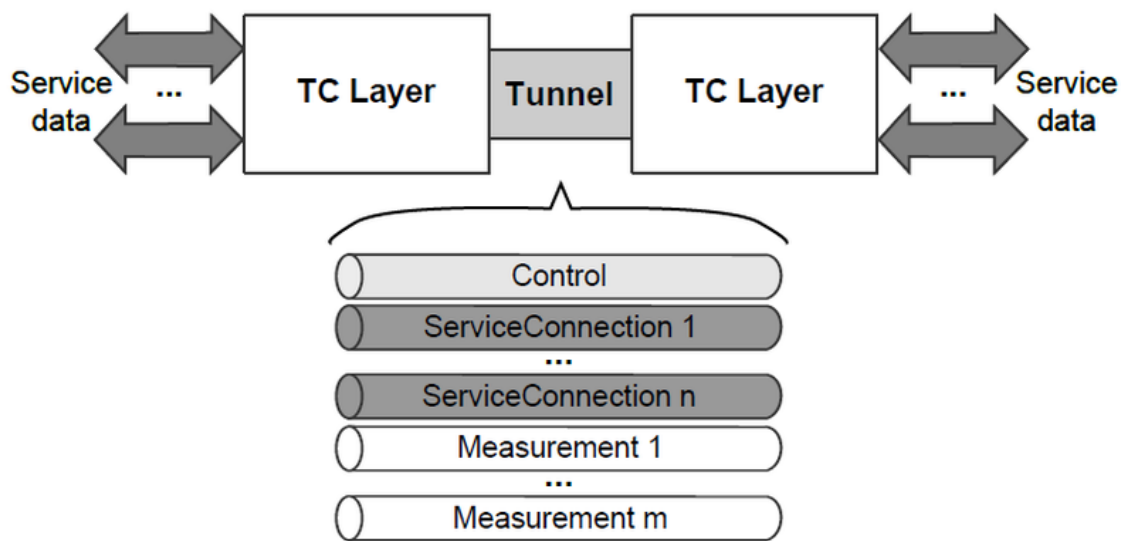 Service
data
...
TC Layer
Tunnel
TC Layer
...
Service
data
Control
ServiceConnection 1
...
ServiceConnection n
Measurement 1
...
Measurement m